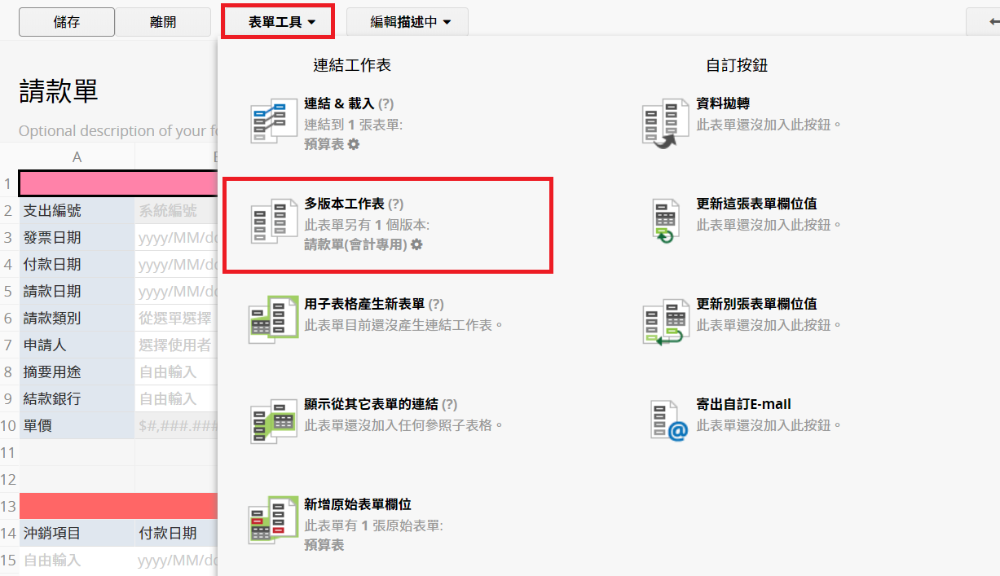 儲存 離開 表單工具 編輯描述中
連結工作表 自訂按鈕
請款單
Optional description of your fo
A
1
2 支出編號 系統編號
3 發票日期 yyyy/MM/dd
4 付款日期 yyyy/MM/dd
5 請款日期 yyyy/MM/dd
6 請款類別 從選單選擇
7 申請人 選擇使用者
8 摘要用途 自由輸入
9 結款銀行 自由輸入
10 單價 $#,###.###
11
12
13
14 沖銷項目 付款日期
15 自由輸入 yyyy/MM/dd
連結 & 載入 (?)
連結到 1 張表單:
預算表
多版本工作表 (?)
此表單另有 1 個版本:
請款單(會計專用)
用子表格產生新表單 (?)
此表單目前還沒產生連結工作表。
顯示從其它表單的連結 (?)
此表單還沒加入任何參照子表格。
新增原始表單欄位
此表單有 1 張原始表單:
預算表
資料拋轉
此表單還沒加入此按鈕。
更新這張表單欄位值
此表單還沒加入此按鈕。
更新別張表單欄位值
此表單還沒加入此按鈕。
寄出自訂E-mail
此表單還沒加入此按鈕。